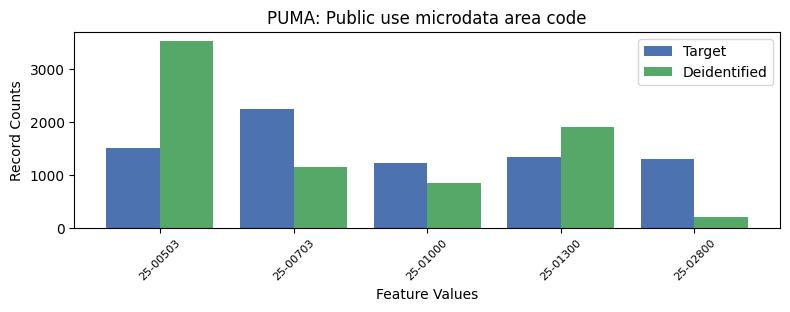 PUMA: Public use microdata area code
Target
Deidentified
Record Counts
3000
2000
1000
0
25-00503
25-00703
25-01000
25-01300
25-02800
Feature Values